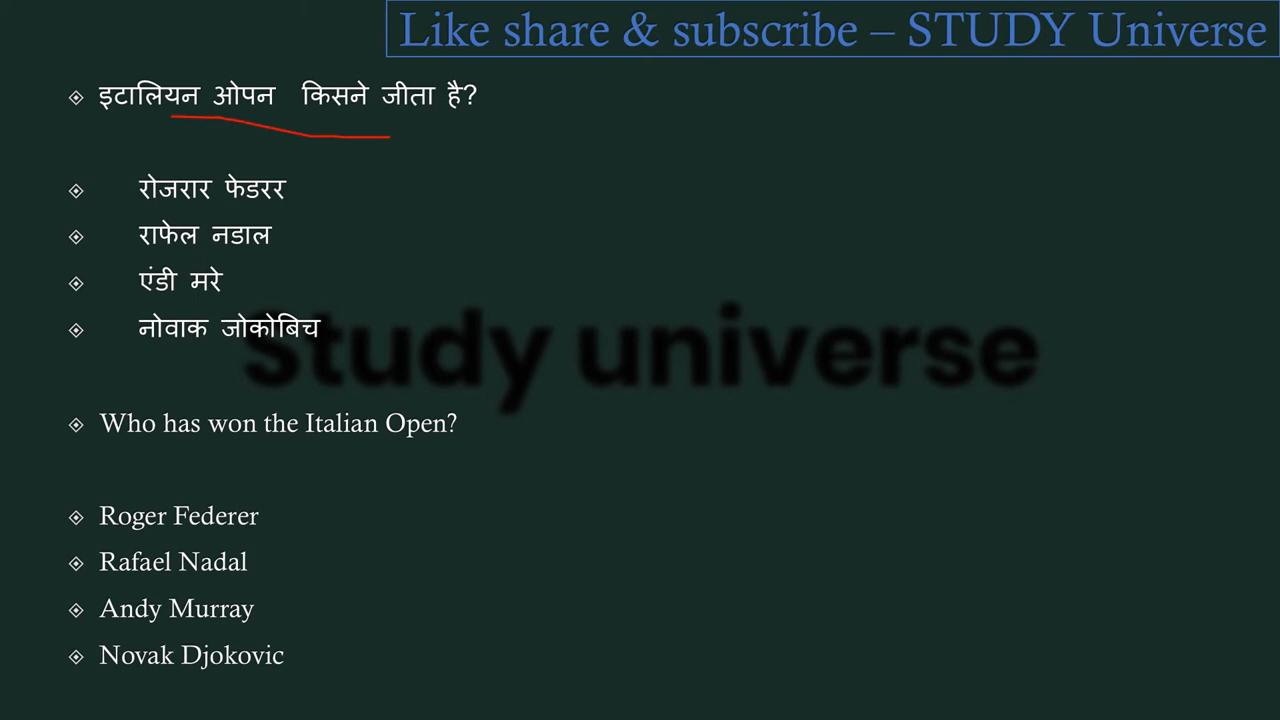 Like share & subscribe – STUDY Universe
इटालियन ओपन किसने जीता है?
रोजरार फेडरर
राफेल नडाल
एंडी मरे
नोवाक जोकोबिच
Study universe
Who has won the Italian Open?
Roger Federer
Rafael Nadal
Andy Murray
Novak Djokovic